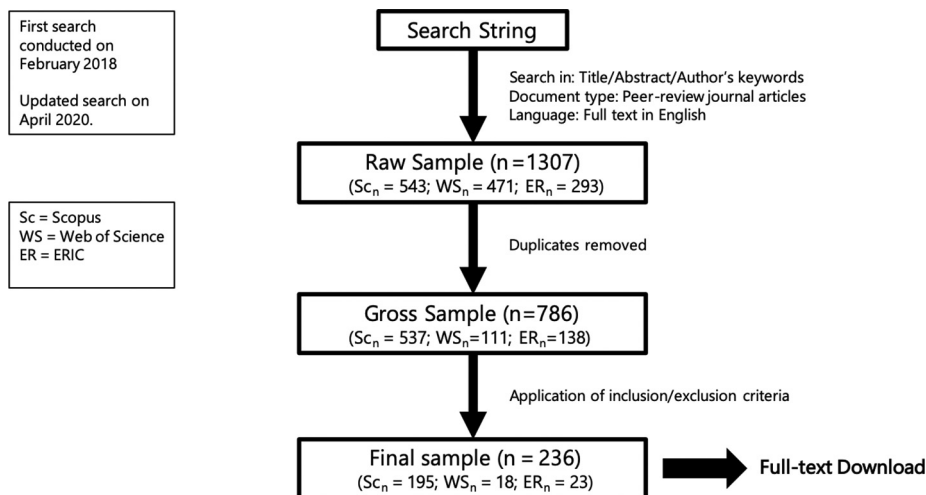 First search
conducted on
February 2018
Updated search on
April 2020.
Search String
Search in: Title/Abstract/Author's keywords
Document type: Peer-review journal articles
Language: Full text in English
Raw Sample (n=1307)
(Scn = 543; WSn = 471; ERn = 293)
Sc = Scopus
WS = Web of Science
ER = ERIC
Duplicates removed
Gross Sample (n=786)
(Scn = 537; WSn=111; ERn=138)
Application of inclusion/exclusion criteria
Final sample (n = 236)
(Scn = 195; WSn = 18; ERn = 23)
Full-text Download